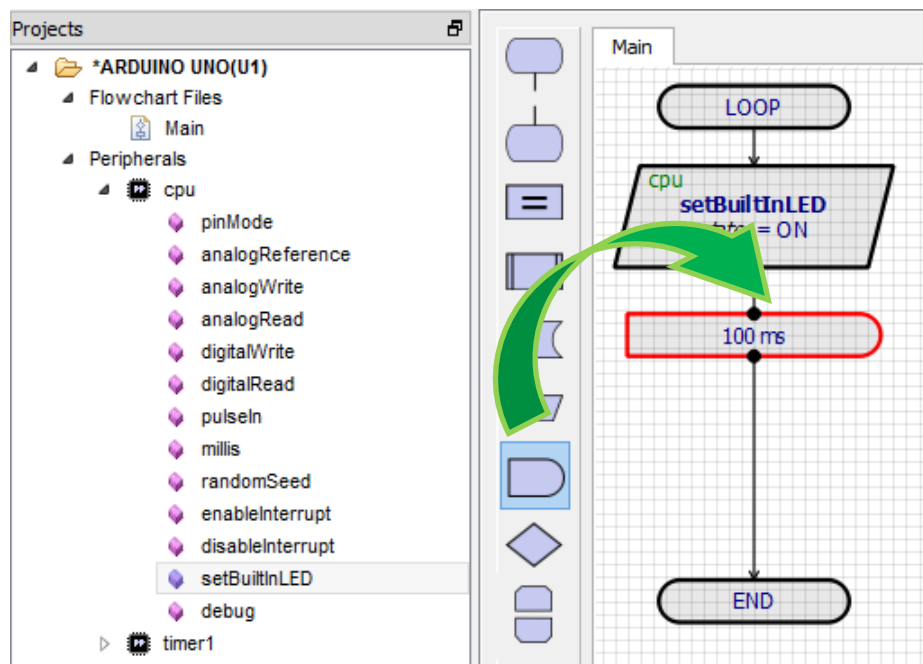 Projects
*ARDUINO UNO(U1)
Flowchart Files
Main
Peripherals
cpu
pinMode
analogReference
analogWrite
analogRead
digitalWrite
digitalRead
pulseIn
millis
randomSeed
enableInterrupt
disableInterrupt
setBuiltInLED
debug
timer1
Main
LOOP
cpu
setBuiltInLED
= ON
100 ms
END